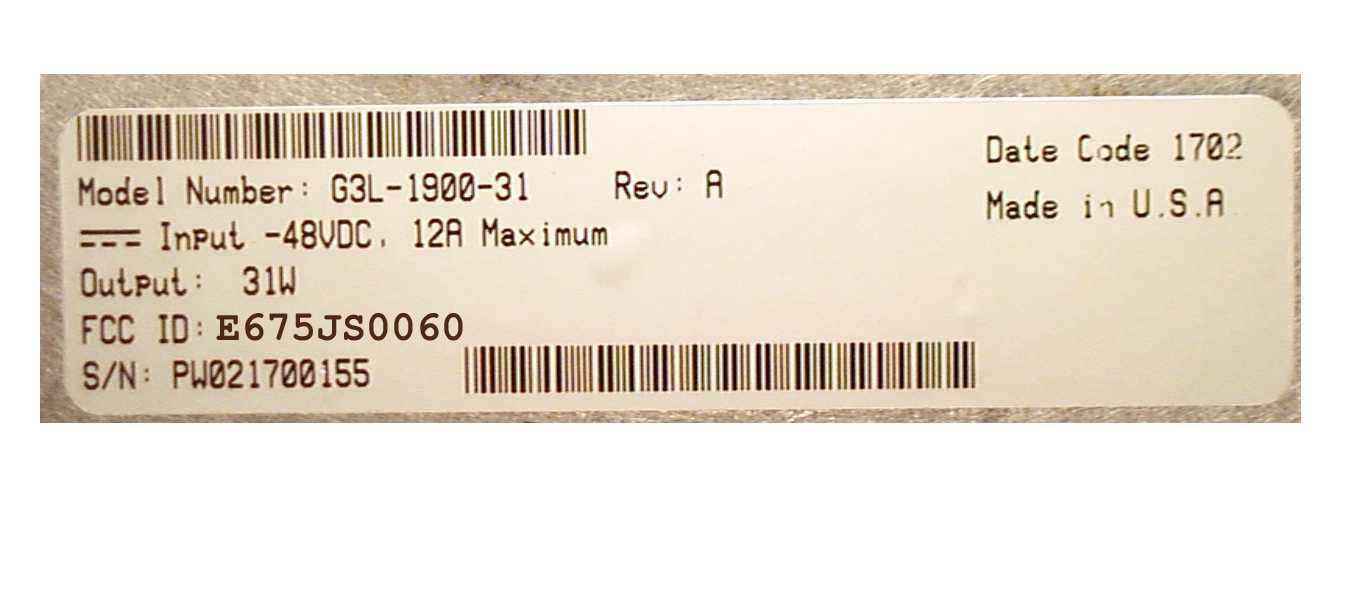 Model Number: G3L-1900-31 Rev: A
Input -48VDC, 12A Maximum
Output: 31W
FCC ID: E675JS0060
S/N: PW021700155
Date Code 1702
Made in U.S.A.